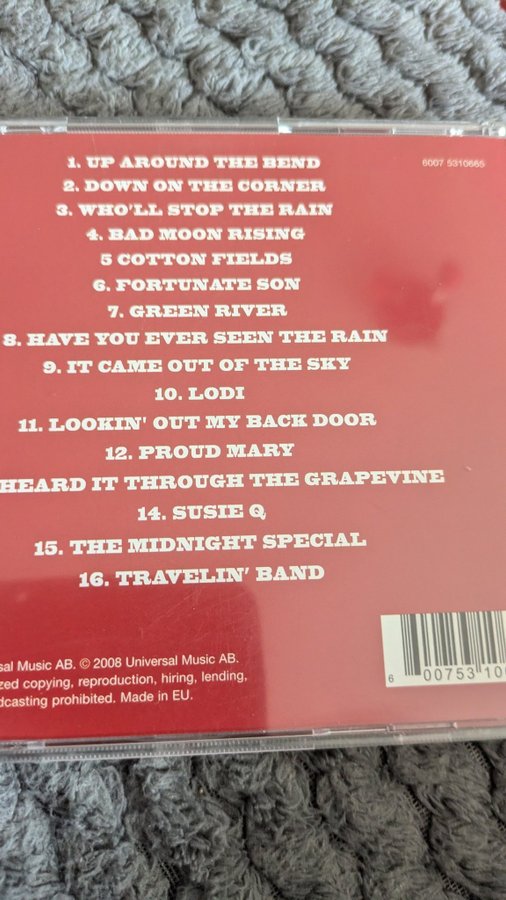 1. UP AROUND THE BEND
6007 5310665
2. DOWN ON THE CORNER
3. WHO'LL STOP THE RAIN
4. BAD MOON RISING
5 COTTON FIELDS
6. FORTUNATE SON
7. GREEN RIVER
8. HAVE YOU EVER SEEN THE RAIN
9. IT CAME OUT OF THE SKY
10. LODI
11. LOOKIN' OUT MY BACK DOOR
12. PROUD MARY
HEARD IT THROUGH THE GRAPEVINE
14. SUSIE Q
15. THE MIDNIGHT SPECIAL
16. TRAVELIN' BAND
Music AB. © 2008 Universal Music AB.
copying, reproduction, hiring, lending,
prohibited. Made in EU.
6 00753